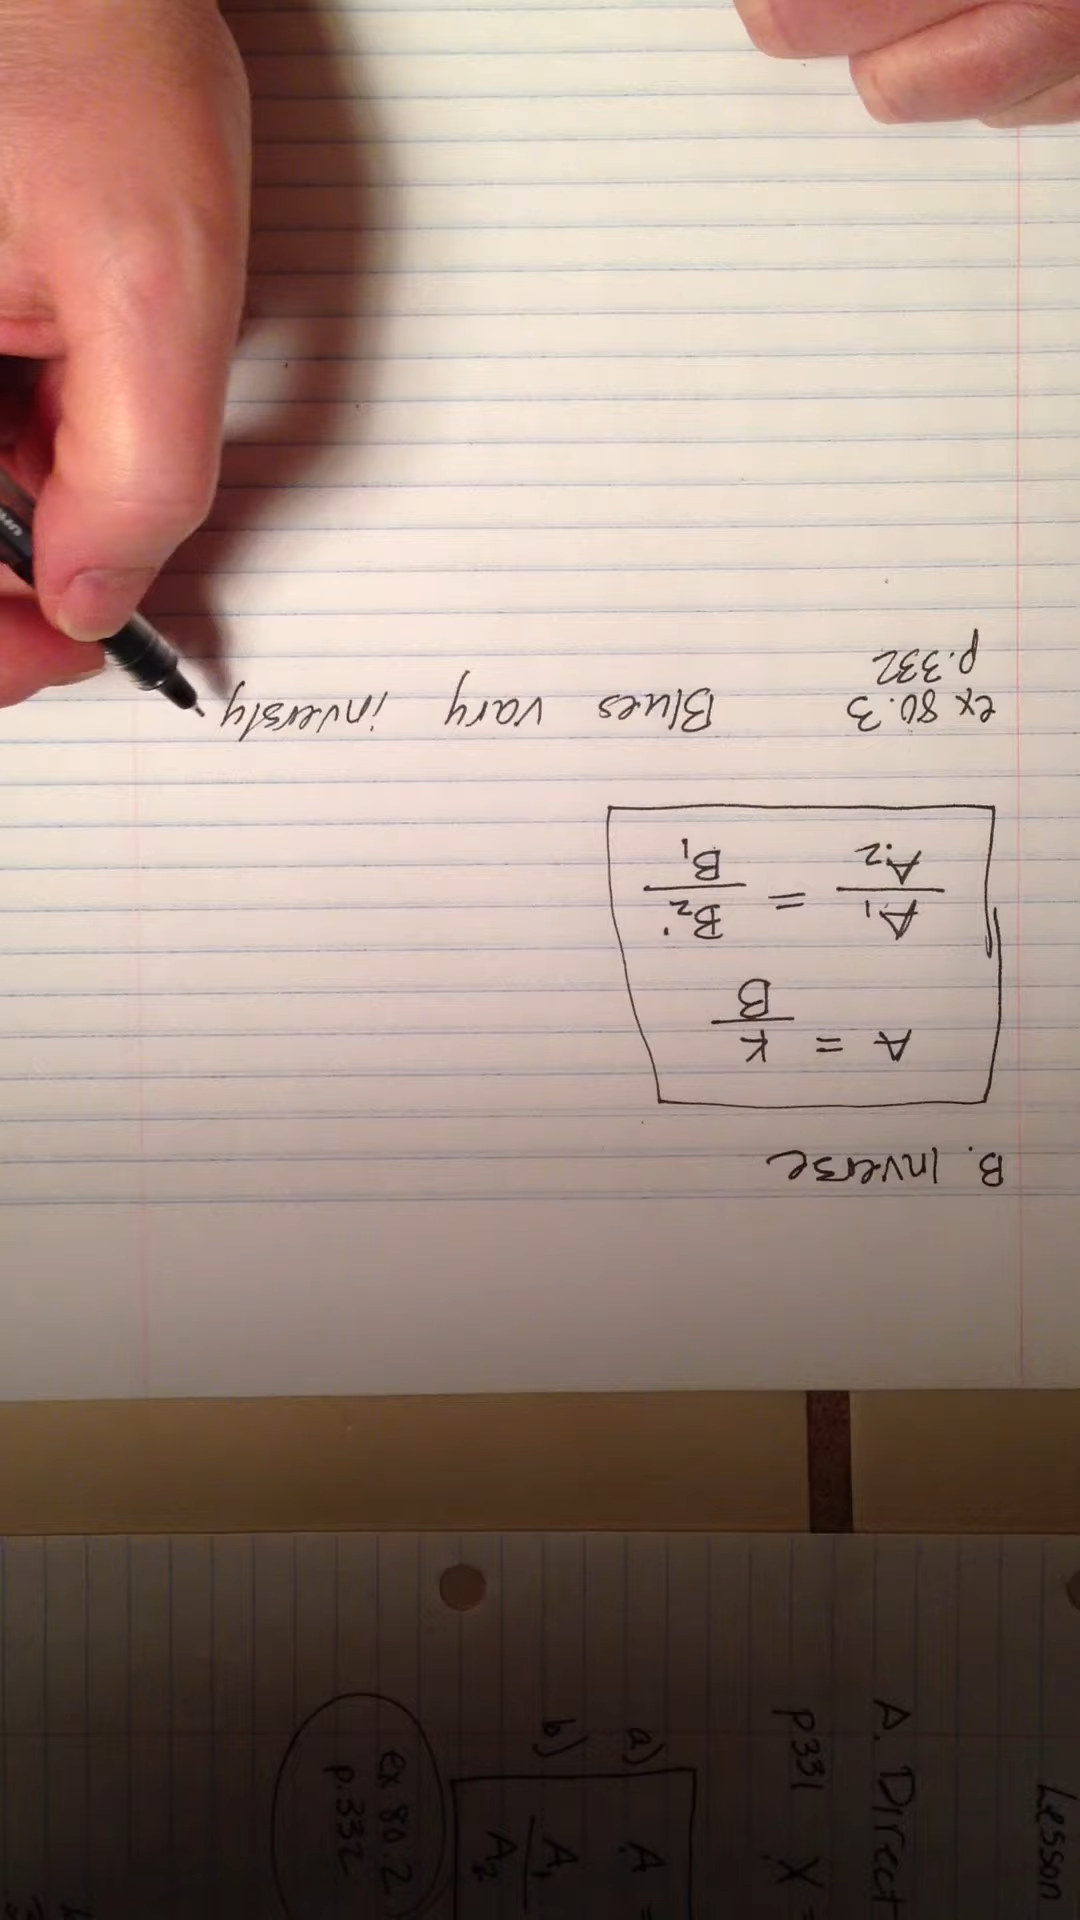 B. Inverse
A = K
B
A₁ = B₂
A₂ B₁
ex 80.3 Blues vary inversly
p.332
Lesson
A. Direct
p331 X =
a) A =
b) A₁
A₂
ex 80.2
p.332